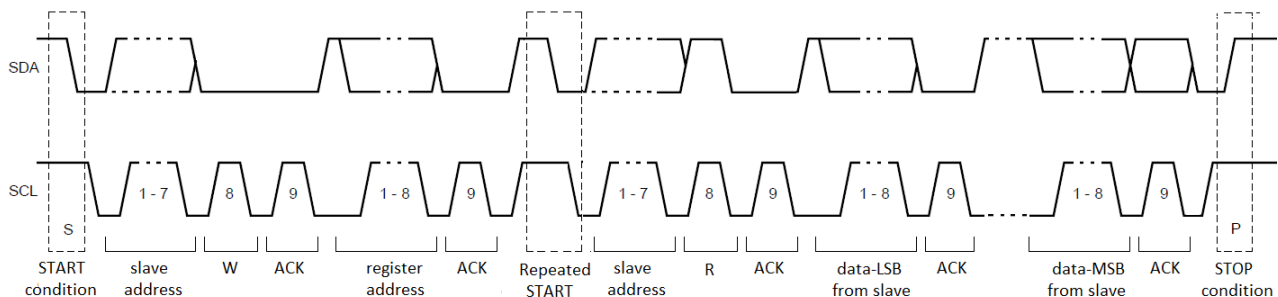 SDA
SCL
1 - 7
8
9
1 - 8
9
1 - 7
8
9
1 - 8
9
1 - 8
9
S
P
START
condition
slave
address
W
ACK
register
address
ACK
Repeated
START
slave
address
R
ACK
data-LSB
from slave
ACK
data-MSB
from slave
ACK
STOP
condition